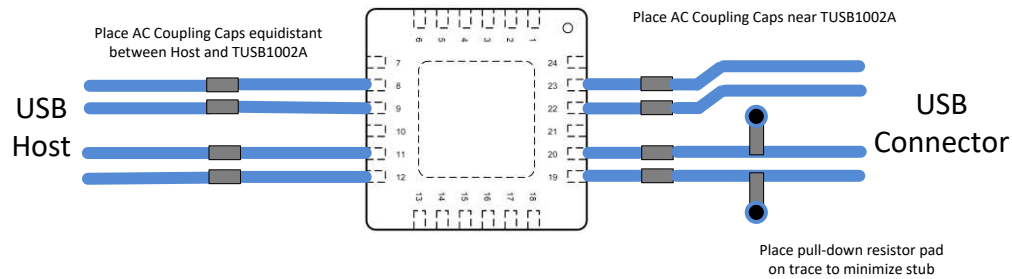 Place AC Coupling Caps equidistant
between Host and TUSB1002A
Place AC Coupling Caps near TUSB1002A
6 5 4 3 2 1
7 24
8 23
9 22
10 21
11 20
12 19
13 14 15 16 17 18
USB
Host
USB
Connector
Place pull-down resistor pad
on trace to minimize stub